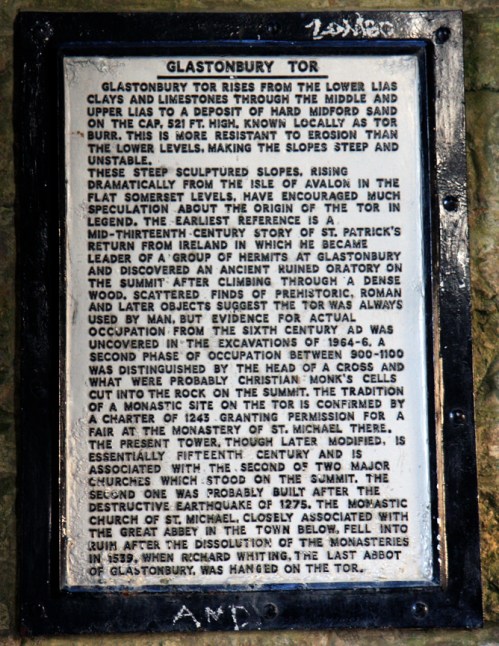 ZOMBO
GLASTONBURY TOR
GLASTONBURY TOR RISES FROM THE LOWER LIAS
CLAYS AND LIMESTONES THROUGH THE MIDDLE AND
UPPER LIAS TO A DEPOSIT OF HARD MIDFORD SAND
ON THE CAP, 521 FT. HIGH, KNOWN LOCALLY AS TOR
BURR. THIS IS MORE RESISTANT TO EROSION THAN
THE LOWER LEVELS, MAKING THE SLOPES STEEP AND
UNSTABLE.
THESE STEEP SCULPTURED SLOPES, RISING
DRAMATICALLY FROM THE ISLE OF AVALON IN THE
FLAT SOMERSET LEVELS, HAVE ENCOURAGED MUCH
SPECULATION ABOUT THE ORIGIN OF THE TOR IN
LEGEND. THE EARLIEST REFERENCE IS A
MID-THIRTEENTH CENTURY STORY OF ST. PATRICK'S
RETURN FROM IRELAND IN WHICH HE BECAME
LEADER OF A GROUP OF HERMITS AT GLASTONBURY
AND DISCOVERED AN ANCIENT RUINED ORATORY ON
THE SUMMIT AFTER CLIMBING THROUGH A DENSE
WOOD. SCATTERED FINDS OF PREHISTORIC, ROMAN
AND LATER OBJECTS SUGGEST THE TOR WAS ALWAYS
USED BY MAN, BUT EVIDENCE FOR ACTUAL
OCCUPATION FROM THE SIXTH CENTURY AD WAS
UNCOVERED IN THE EXCAVATIONS OF 1964-6. A
SECOND PHASE OF OCCUPATION BETWEEN 900-1100
WAS DISTINGUISHED BY THE HEAD OF A CROSS AND
WHAT WERE PROBABLY CHRISTIAN MONK'S CELLS
CUT INTO THE ROCK ON THE SUMMIT. THE TRADITION
OF A MONASTIC SITE ON THE TOR IS CONFIRMED BY
A CHARTER OF 1243 GRANTING PERMISSION FOR A
FAIR AT THE MONASTERY OF ST. MICHAEL THERE.
THE PRESENT TOWER, THOUGH LATER MODIFIED, IS
ESSENTIALLY FIFTEENTH CENTURY AND IS
ASSOCIATED WITH THE SECOND OF TWO MAJOR
CHURCHES WHICH STOOD ON THE SUMMIT. THE
SECOND ONE WAS PROBABLY BUILT AFTER THE
DESTRUCTIVE EARTHQUAKE OF 1275. THE MONASTIC
CHURCH OF ST. MICHAEL, CLOSELY ASSOCIATED WITH
THE GREAT ABBEY IN THE TOWN BELOW, FELL INTO
RUIN AFTER THE DISSOLUTION OF THE MONASTERIES
IN 1539, WHEN RICHARD WHITING, THE LAST ABBOT
OF GLASTONBURY, WAS HANGED ON THE TOR.
AND